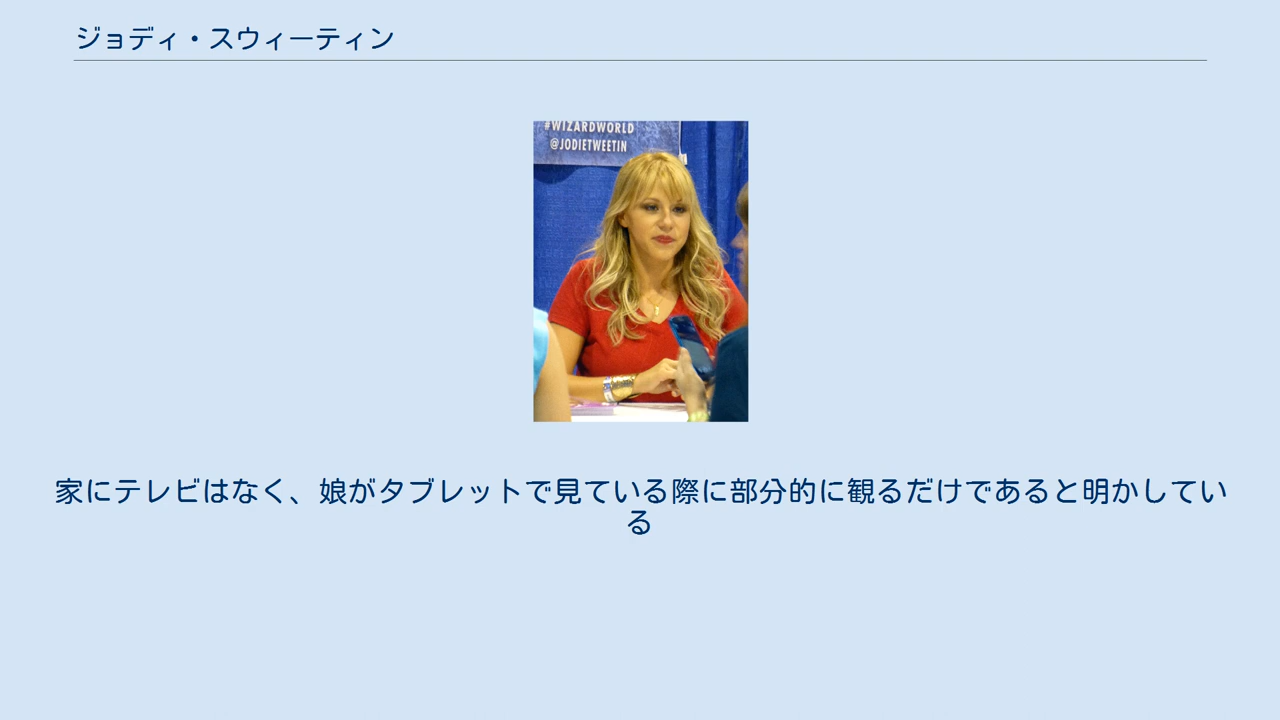 ジョディ・スウィーティン
#WIZARDWORLD
@JODIETWEETIN
家にテレビはなく、娘がタブレットで見ている際に部分的に観るだけであると明かしてい
る